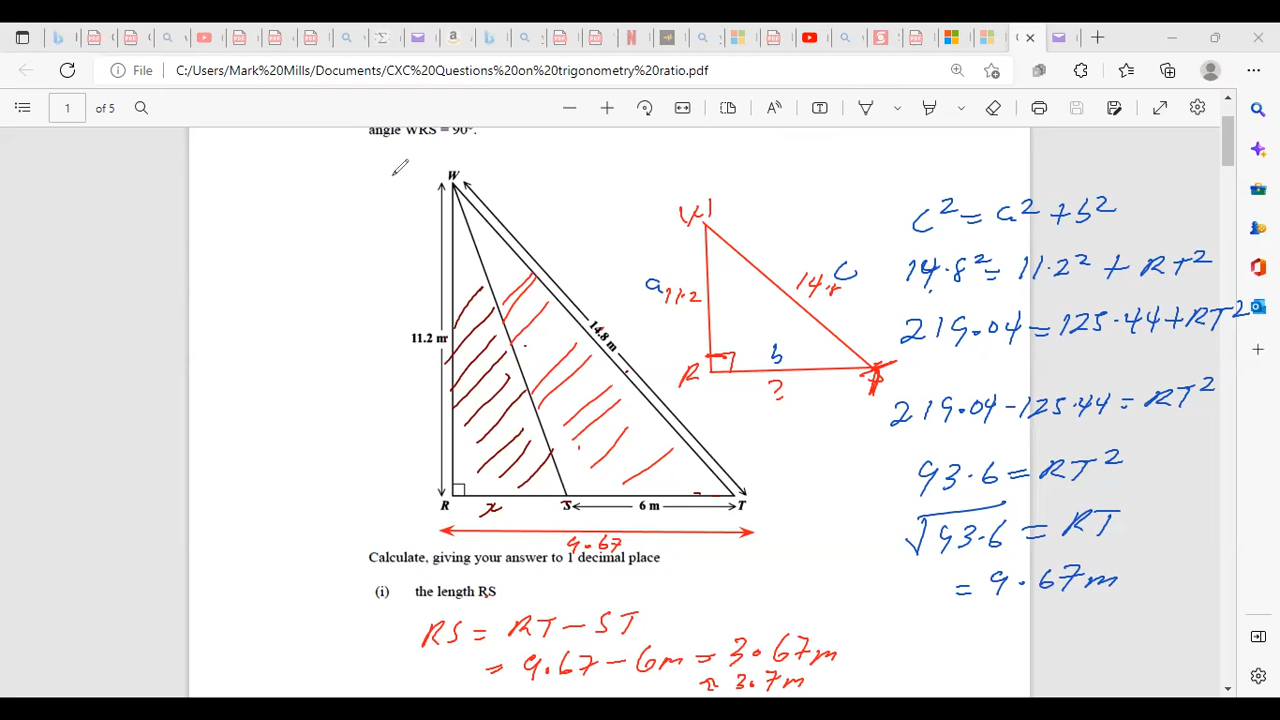 File
C:/Users/Mark%20Mills/Documents/CXC%20Questions%20on%20trigonometry%20ratio.pdf
1 of 5
angle WRS = 90°.
W
11.2 m
14.8 m
R
x
S
6 m
T
9.67
a 11.2
14.8 C
R
b
?
T
C² = a² + b²
14.8² = 11.2² + RT²
219.04 = 125.44 + RT²
219.04 - 125.44 = RT²
93.6 = RT²
√93.6 = RT
= 9.67m
Calculate, giving your answer to 1 decimal place
(i) the length RS
RS = RT - ST
= 9.67 - 6m = 3.67m
≈ 3.7m